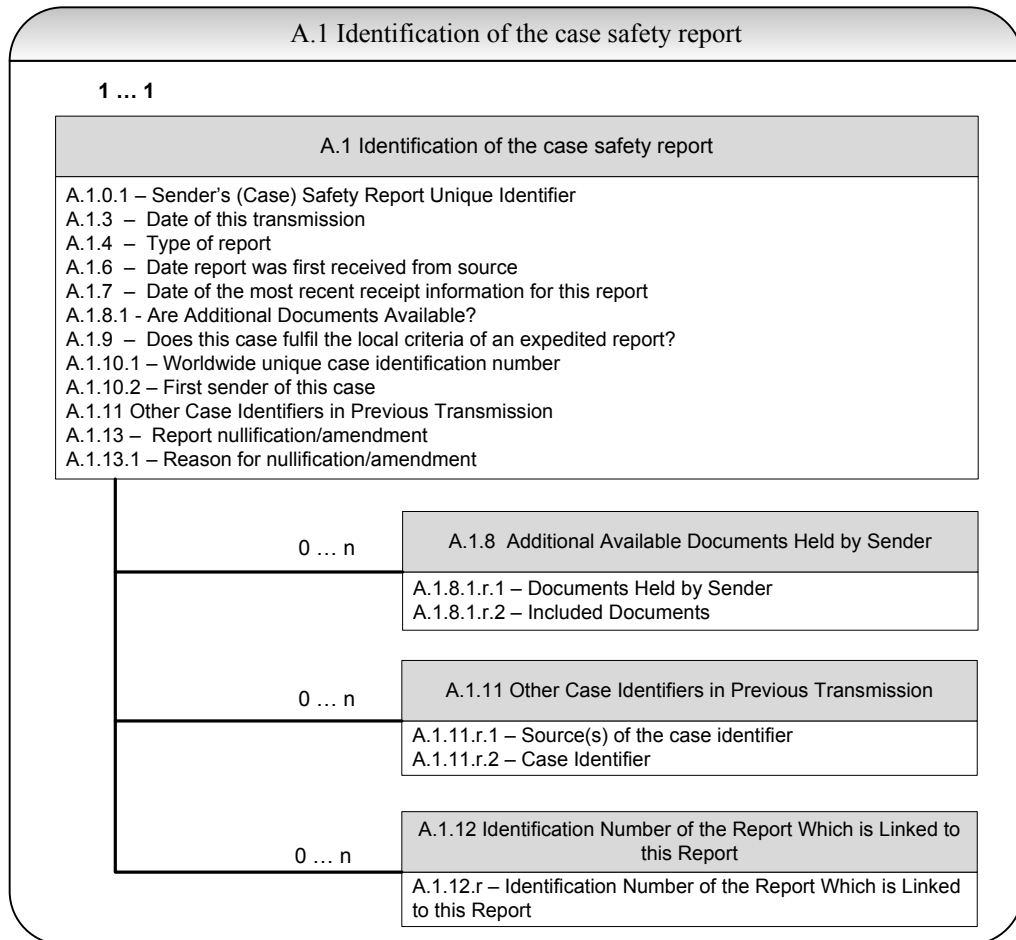 A.1 Identification of the case safety report
1 … 1
A.1 Identification of the case safety report
A.1.0.1 – Sender’s (Case) Safety Report Unique Identifier
A.1.3 – Date of this transmission
A.1.4 – Type of report
A.1.6 – Date report was first received from source
A.1.7 – Date of the most recent receipt information for this report
A.1.8.1 - Are Additional Documents Available?
A.1.9 – Does this case fulfil the local criteria of an expedited report?
A.1.10.1 – Worldwide unique case identification number
A.1.10.2 – First sender of this case
A.1.11 Other Case Identifiers in Previous Transmission
A.1.13 – Report nullification/amendment
A.1.13.1 – Reason for nullification/amendment
0 … n
A.1.8 Additional Available Documents Held by Sender
A.1.8.1.r.1 – Documents Held by Sender
A.1.8.1.r.2 – Included Documents
0 … n
A.1.11 Other Case Identifiers in Previous Transmission
A.1.11.r.1 – Source(s) of the case identifier
A.1.11.r.2 – Case Identifier
0 … n
A.1.12 Identification Number of the Report Which is Linked to
this Report
A.1.12.r – Identification Number of the Report Which is Linked
to this Report